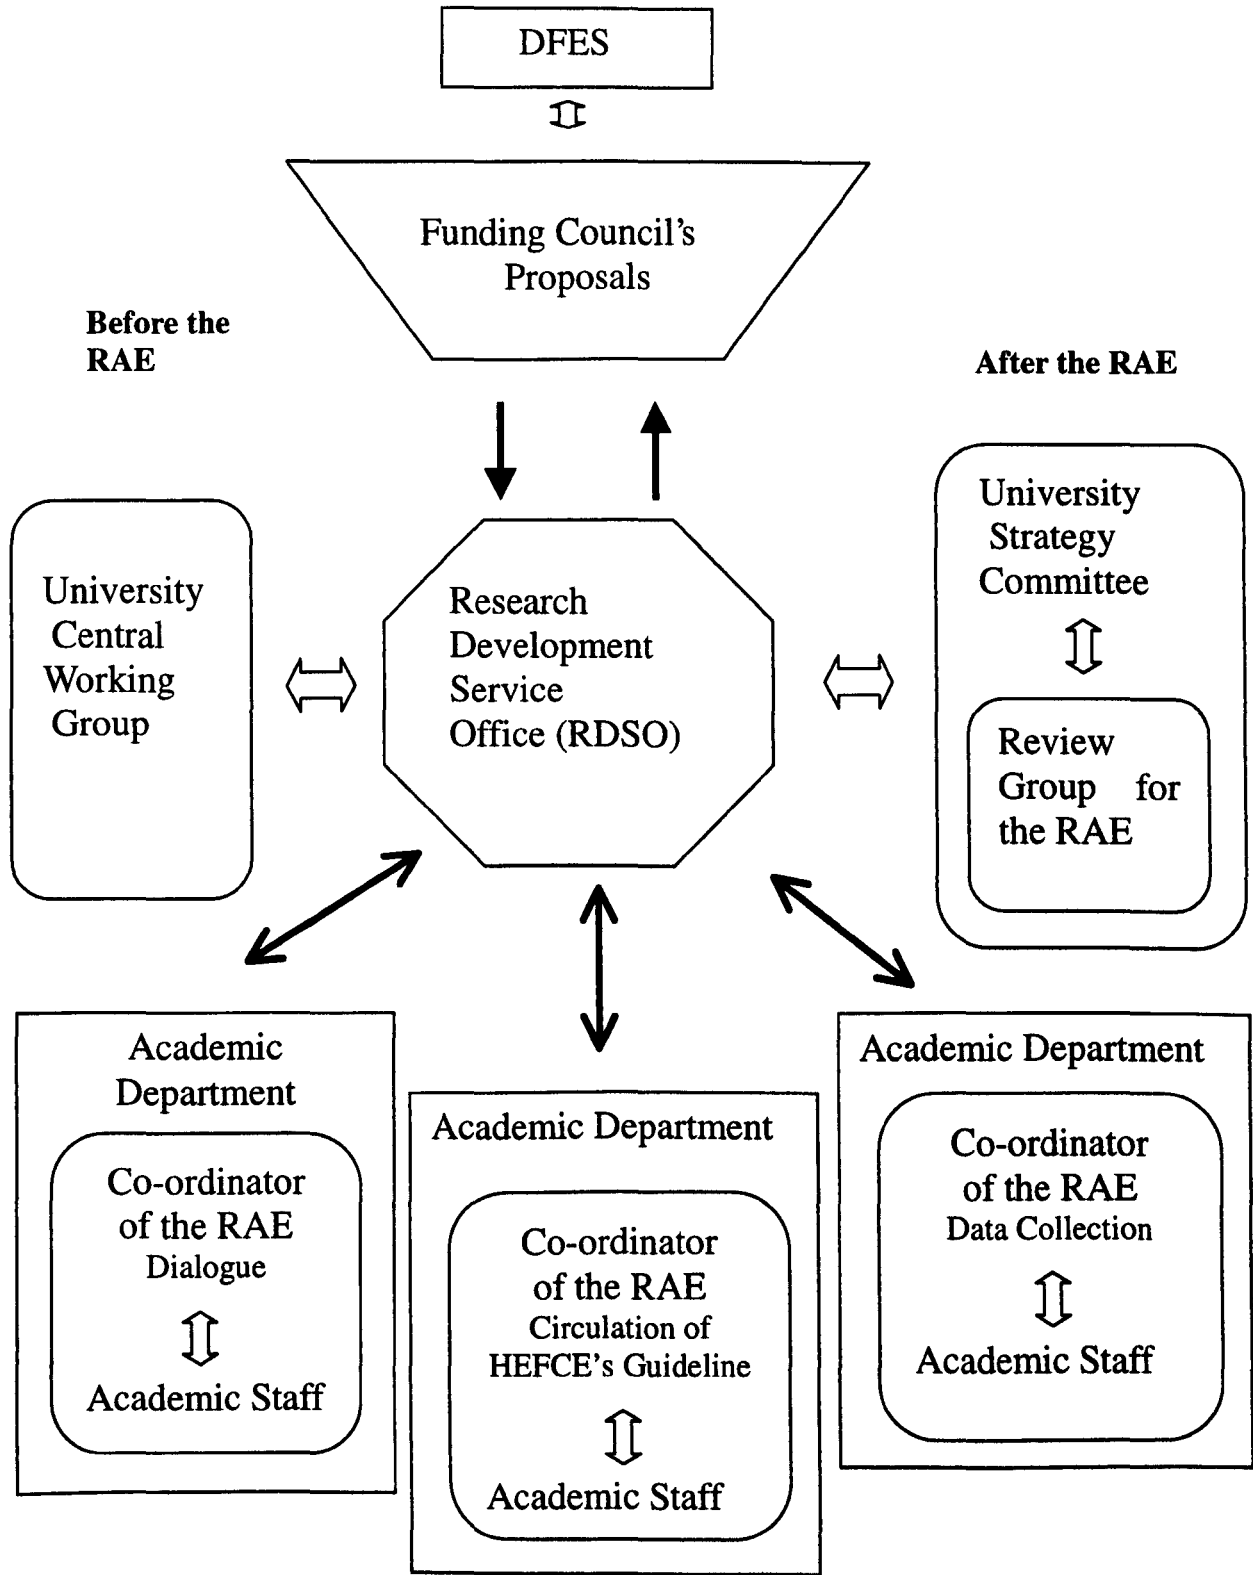 DFES
Funding Council's
Proposals
Before the
RAE
After the RAE
University
Central
Working
Group
Research
Development
Service
Office (RDSO)
University
Strategy
Committee
Review
Group for
the RAE
Academic
Department
Co-ordinator
of the RAE
Dialogue
Academic Staff
Academic Department
Co-ordinator
of the RAE
Circulation of
HEFCE's Guideline
Academic Staff
Academic Department
Co-ordinator
of the RAE
Data Collection
Academic Staff